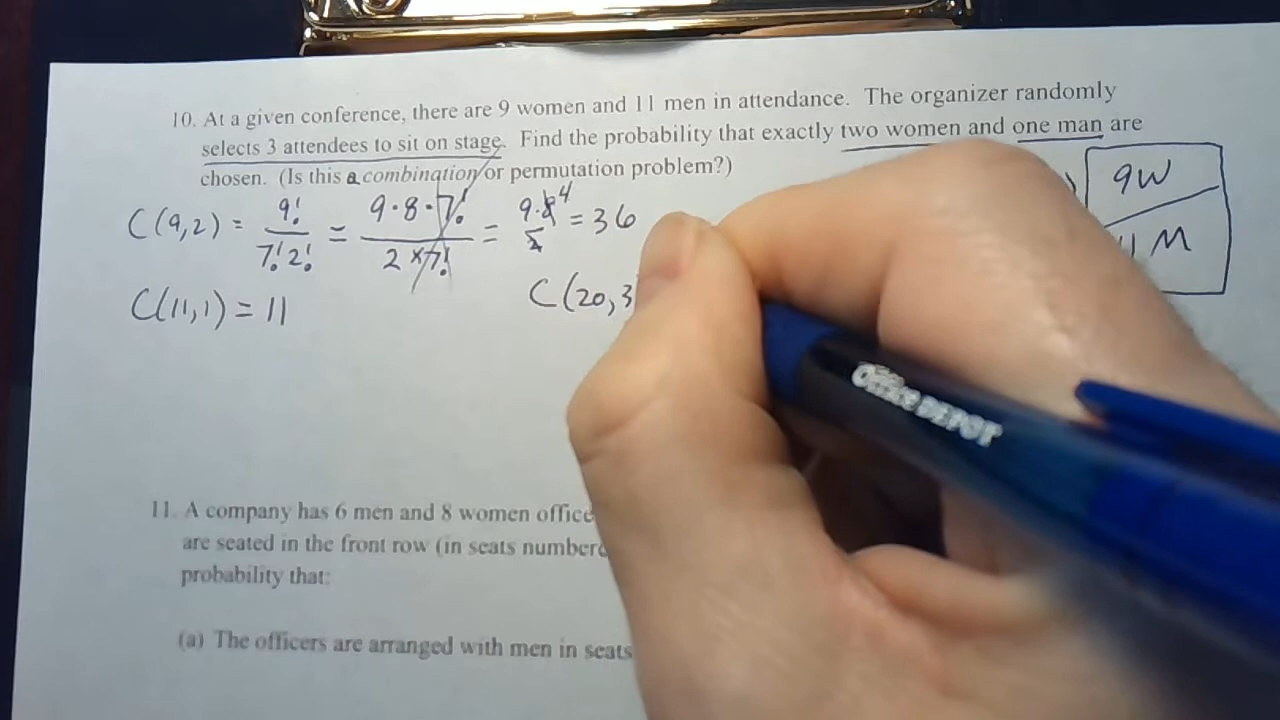 10. At a given conference, there are 9 women and 11 men in attendance. The organizer randomly
selects 3 attendees to sit on stage. Find the probability that exactly two women and one man are
chosen. (Is this a combination or permutation problem?)
C(9,2) = 9!/7!2! = 9·8·7!/2×7! = 9·8/2 4 = 36
9W
M
C(11,1) = 11
C(20,3
Office DEPOT
11. A company has 6 men and 8 women office
are seated in the front row (in seats numbere
probability that:
(a) The officers are arranged with men in seats